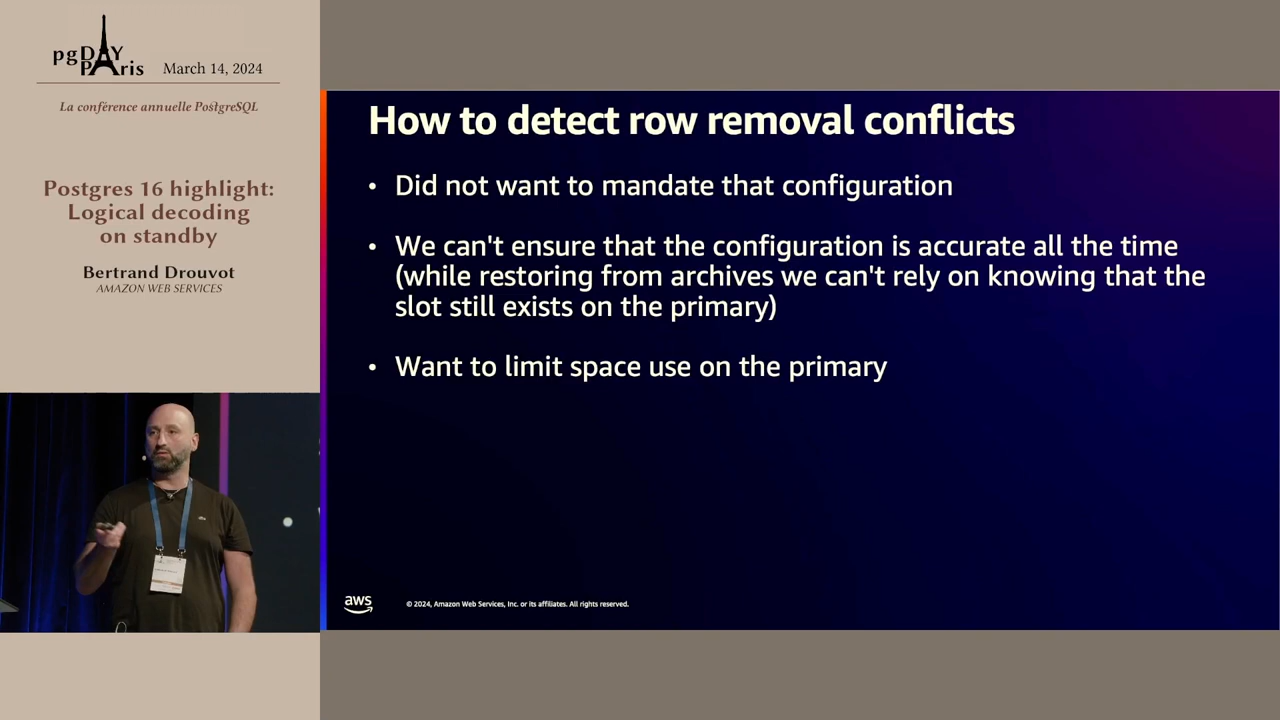 pgDAY
PAris
March 14, 2024
La conférence annuelle PostgreSQL
Postgres 16 highlight:
Logical decoding
on standby
Bertrand Drouvot
AMAZON WEB SERVICES
How to detect row removal conflicts
• Did not want to mandate that configuration
• We can't ensure that the configuration is accurate all the time
(while restoring from archives we can't rely on knowing that the
slot still exists on the primary)
• Want to limit space use on the primary
aws
© 2024, Amazon Web Services, Inc. or its affiliates. All rights reserved.